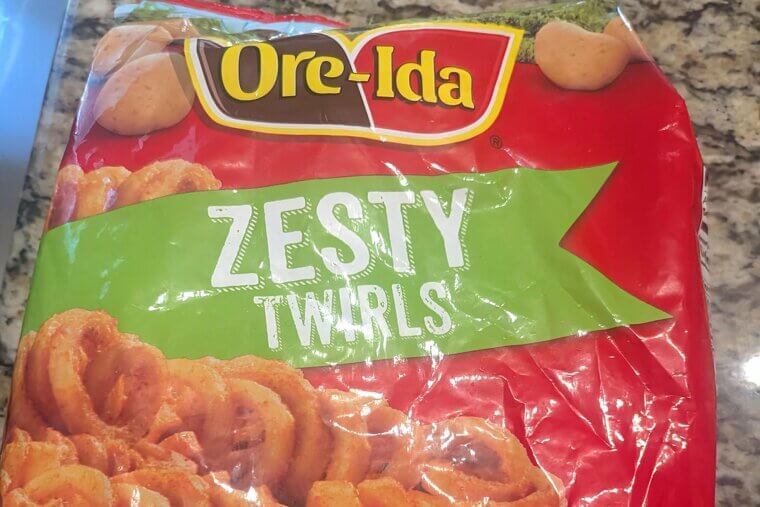 Ore-Ida
®
ZESTY
TWIRLS